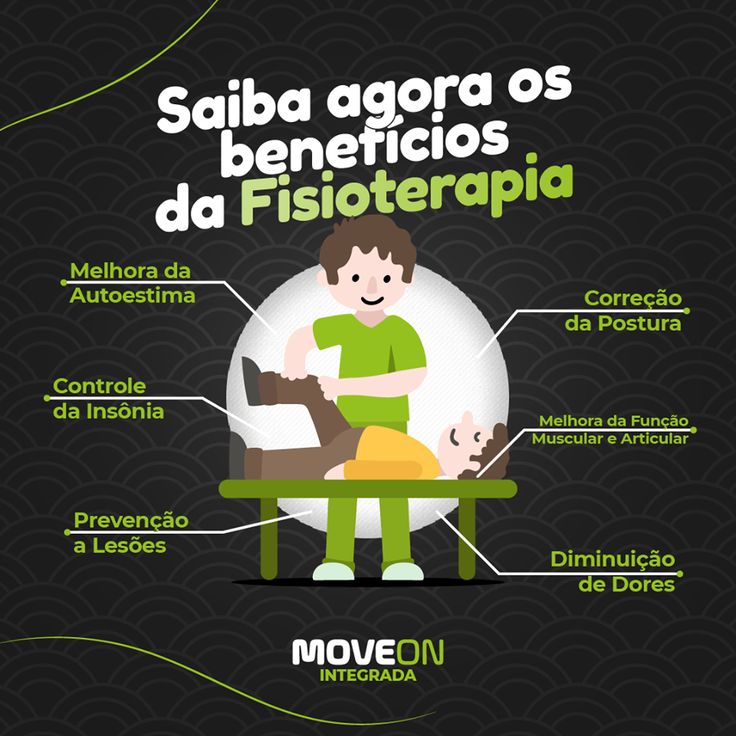 Saiba agora os
benefícios
da Fisioterapia
Melhora da
Autoestima
Correção
da Postura
Controle
da Insônia
Melhora da Função
Muscular e Articular
Prevenção
a Lesões
Diminuição
de Dores
MOVEON
INTEGRADA